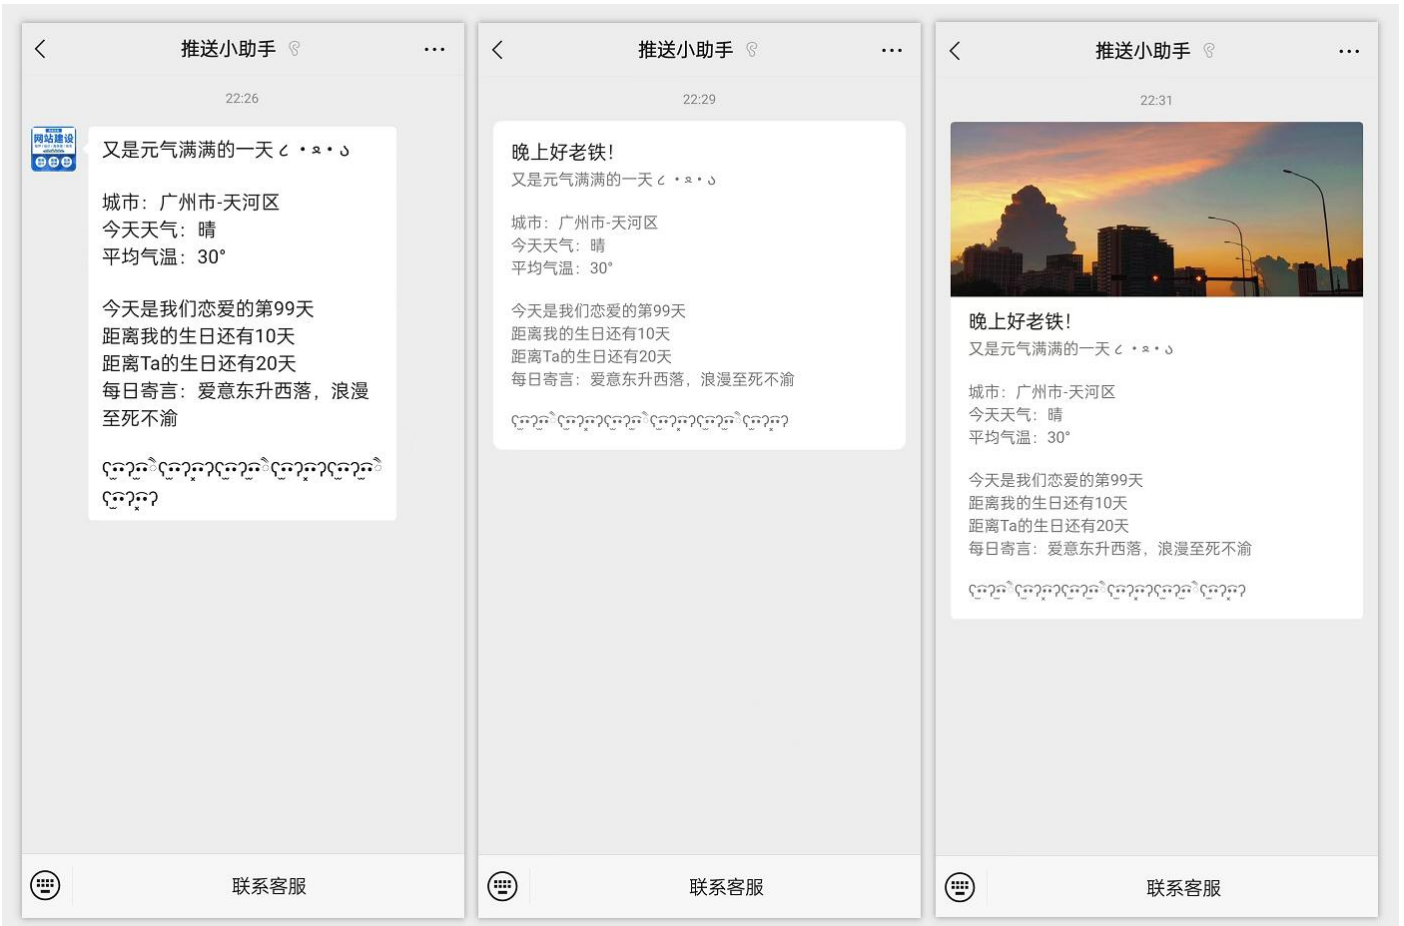 推送小助手
22:26
网站建设
又是元气满满的一天 ૮ ・ﻌ・ა
城市：广州市-天河区
今天天气：晴
平均气温：30°
今天是我们恋爱的第99天
距离我的生日还有10天
距离Ta的生日还有20天
每日寄言：爱意东升西落，浪漫
至死不渝
联系客服
推送小助手
22:29
晚上好老铁！
又是元气满满的一天 ૮ ・ﻌ・ა
城市：广州市-天河区
今天天气：晴
平均气温：30°
今天是我们恋爱的第99天
距离我的生日还有10天
距离Ta的生日还有20天
每日寄言：爱意东升西落，浪漫至死不渝
联系客服
推送小助手
22:31
晚上好老铁！
又是元气满满的一天 ૮ ・ﻌ・ა
城市：广州市-天河区
今天天气：晴
平均气温：30°
今天是我们恋爱的第99天
距离我的生日还有10天
距离Ta的生日还有20天
每日寄言：爱意东升西落，浪漫至死不渝
联系客服